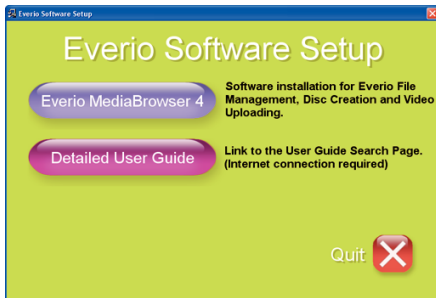 Everio Software Setup
Everio Software Setup
Everio MediaBrowser 4
Software installation for Everio File
Management, Disc Creation and Video
Uploading.
Detailed User Guide
Link to the User Guide Search Page.
(Internet connection required)
Quit